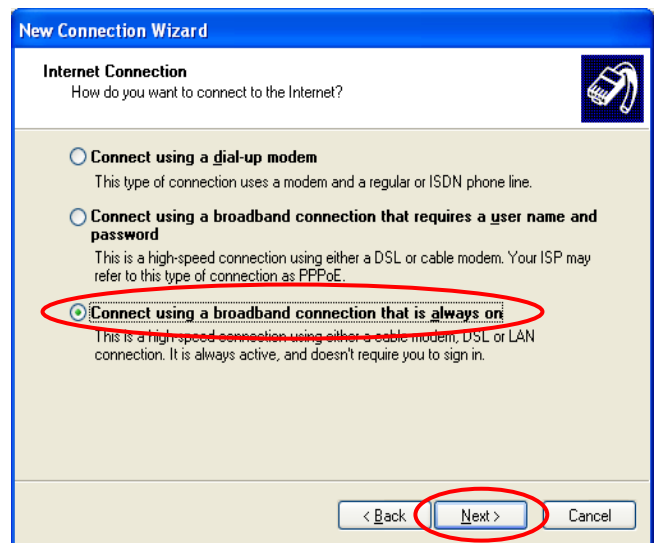 New Connection Wizard
Internet Connection
How do you want to connect to the Internet?
Connect using a dial-up modem
This type of connection uses a modem and a regular or ISDN phone line.
Connect using a broadband connection that requires a user name and
password
This is a high-speed connection using either a DSL or cable modem. Your ISP may
refer to this type of connection as PPPoE.
Connect using a broadband connection that is always on
This is a high-speed connection using either a cable modem, DSL or LAN
connection. It is always active, and doesn't require you to sign in.
< Back
Next >
Cancel